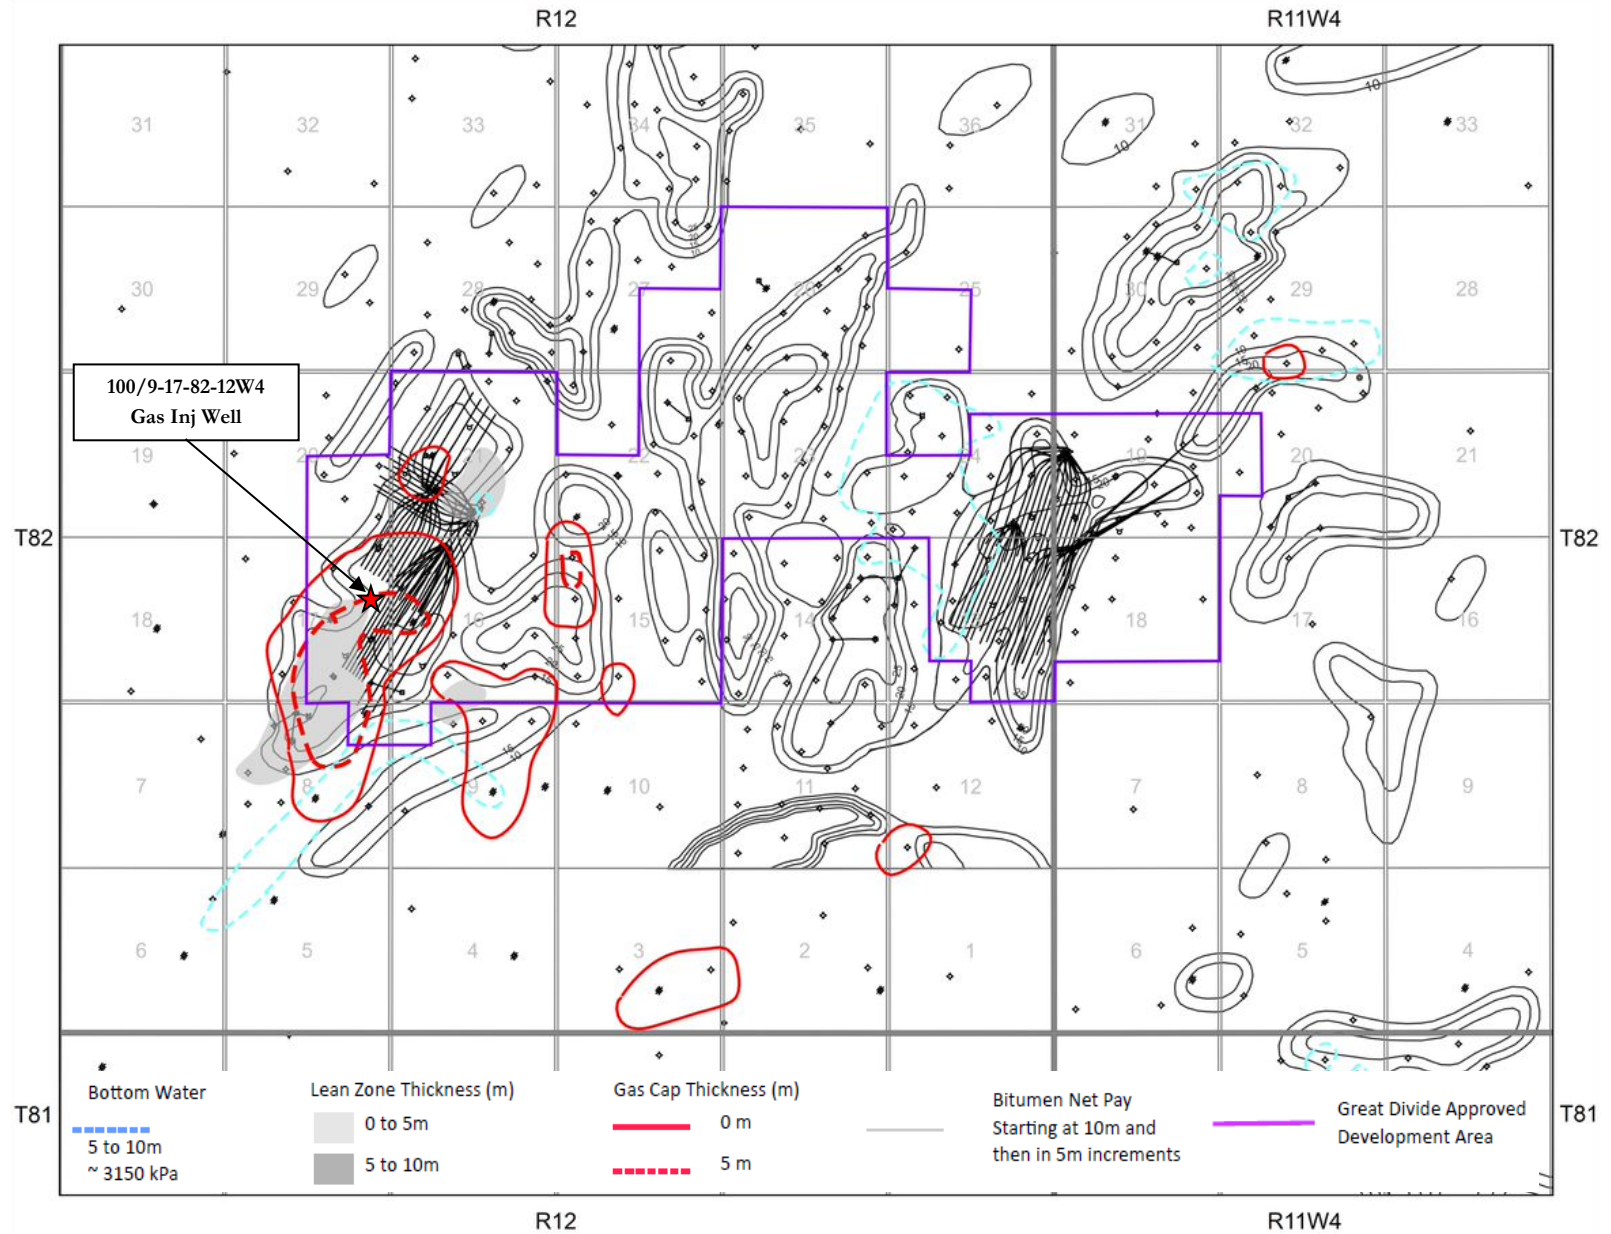 R12 R11W4
31 32 33 34 35 36 31 32 33
30 29 28 27 26 25 30 29 28
100/9-17-82-12W4
Gas Inj Well
19 20 21 22 23 24 19 20 21
T82 T82
18 17 16 15 14 13 18 17 16
7 8 9 10 11 12 7 8 9
6 5 4 3 2 1 6 5 4
T81 T81
Bottom Water
5 to 10m
~ 3150 kPa
Lean Zone Thickness (m)
0 to 5m
5 to 10m
Gas Cap Thickness (m)
0 m
5 m
Bitumen Net Pay
Starting at 10m and
then in 5m increments
Great Divide Approved
Development Area
R12 R11W4